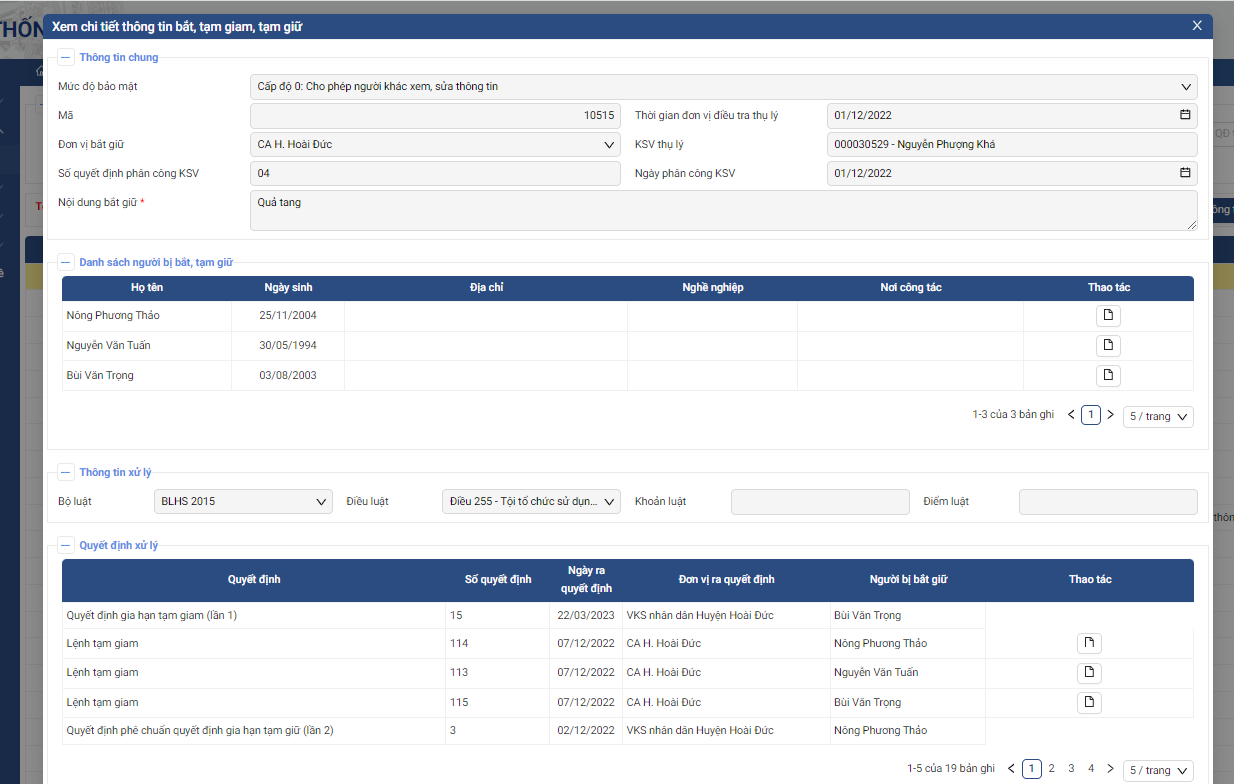 THỐN
Xem chi tiết thông tin bắt, tạm giam, tạm giữ
Thông tin chung
Mức độ bảo mật Cấp độ 0: Cho phép người khác xem, sửa thông tin
Mã 10515 Thời gian đơn vị điều tra thụ lý 01/12/2022
Đơn vị bắt giữ CA H. Hoài Đức KSV thụ lý 000030529 - Nguyễn Phượng Khá
QĐ
Số quyết định phân công KSV 04 Ngày phân công KSV 01/12/2022
Nội dung bắt giữ * Quả tang
Danh sách người bị bắt, tạm giữ
Họ tên Ngày sinh Địa chỉ Nghề nghiệp Nơi công tác Thao tác
Nông Phương Thảo 25/11/2004
Nguyễn Văn Tuấn 30/05/1994
Bùi Văn Trọng 03/08/2003
1-3 của 3 bản ghi 1 5 / trang
Thông tin xử lý
Bộ luật BLHS 2015 Điều luật Điều 255 - Tội tổ chức sử dụn... Khoản luật Điểm luật
Quyết định xử lý
Quyết định Số quyết định Ngày ra quyết định Đơn vị ra quyết định Người bị bắt giữ Thao tác
Quyết định gia hạn tạm giam (lần 1) 15 22/03/2023 VKS nhân dân Huyện Hoài Đức Bùi Văn Trọng
Lệnh tạm giam 114 07/12/2022 CA H. Hoài Đức Nông Phương Thảo
Lệnh tạm giam 113 07/12/2022 CA H. Hoài Đức Nguyễn Văn Tuấn
Lệnh tạm giam 115 07/12/2022 CA H. Hoài Đức Bùi Văn Trọng
Quyết định phê chuẩn quyết định gia hạn tạm giữ (lần 2) 3 02/12/2022 VKS nhân dân Huyện Hoài Đức Nông Phương Thảo
1-5 của 19 bản ghi 1 2 3 4 5 / trang